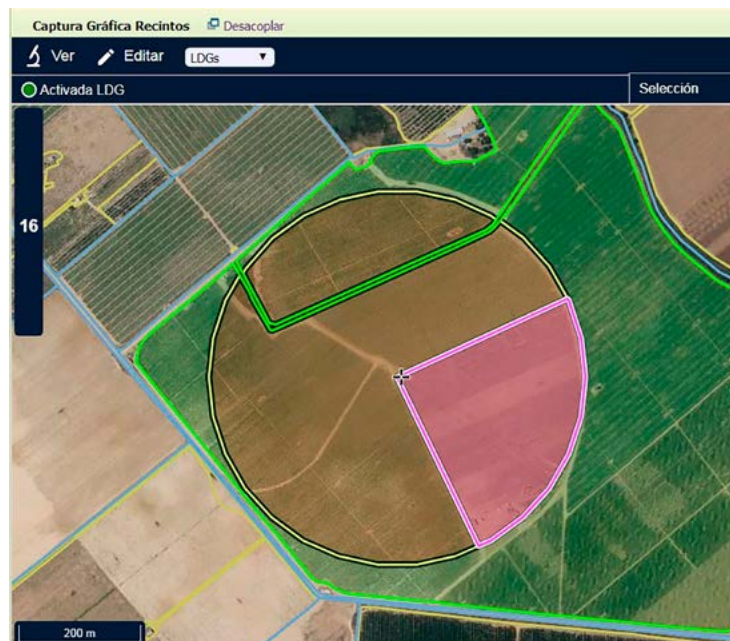 Captura Gráfica Recintos Desacoplar
Ver Editar LDGs
Activada LDG Selección
16
200 m